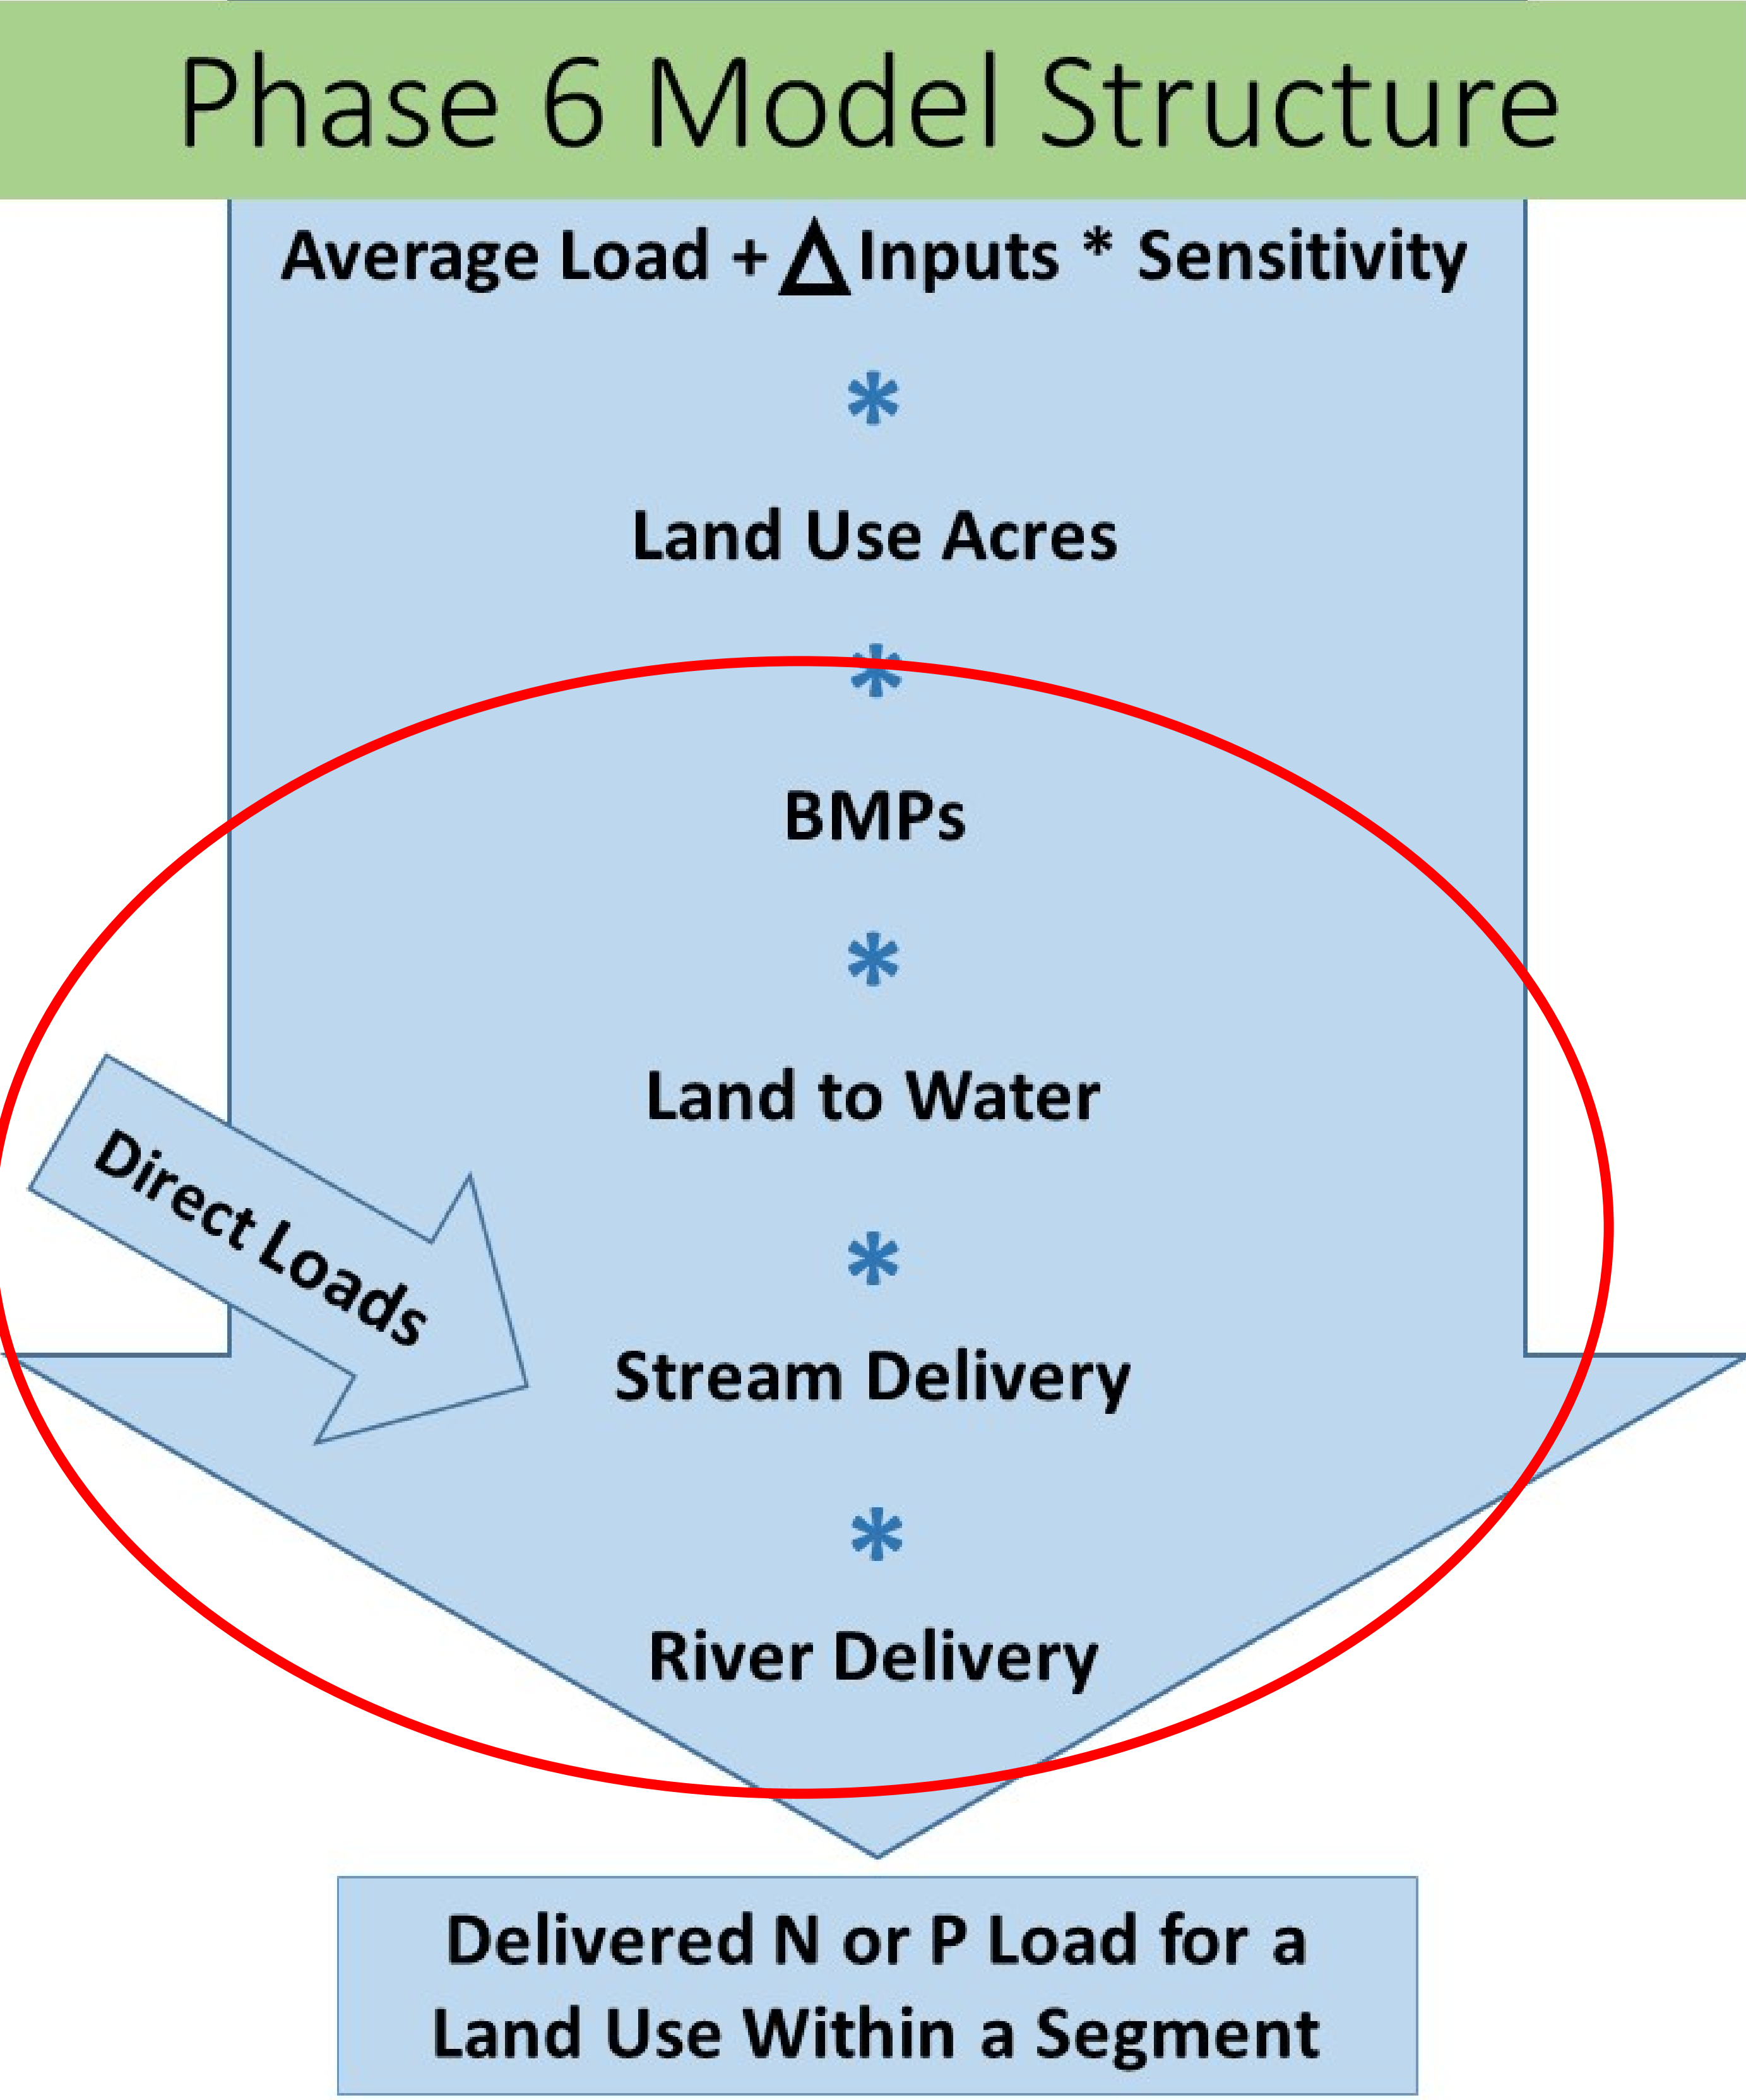 Phase 6 Model Structure
Average Load + Δ Inputs * Sensitivity
*
Land Use Acres
*
BMPs
*
Land to Water
*
Direct Loads
Stream Delivery
*
River Delivery
Delivered N or P Load for a
Land Use Within a Segment